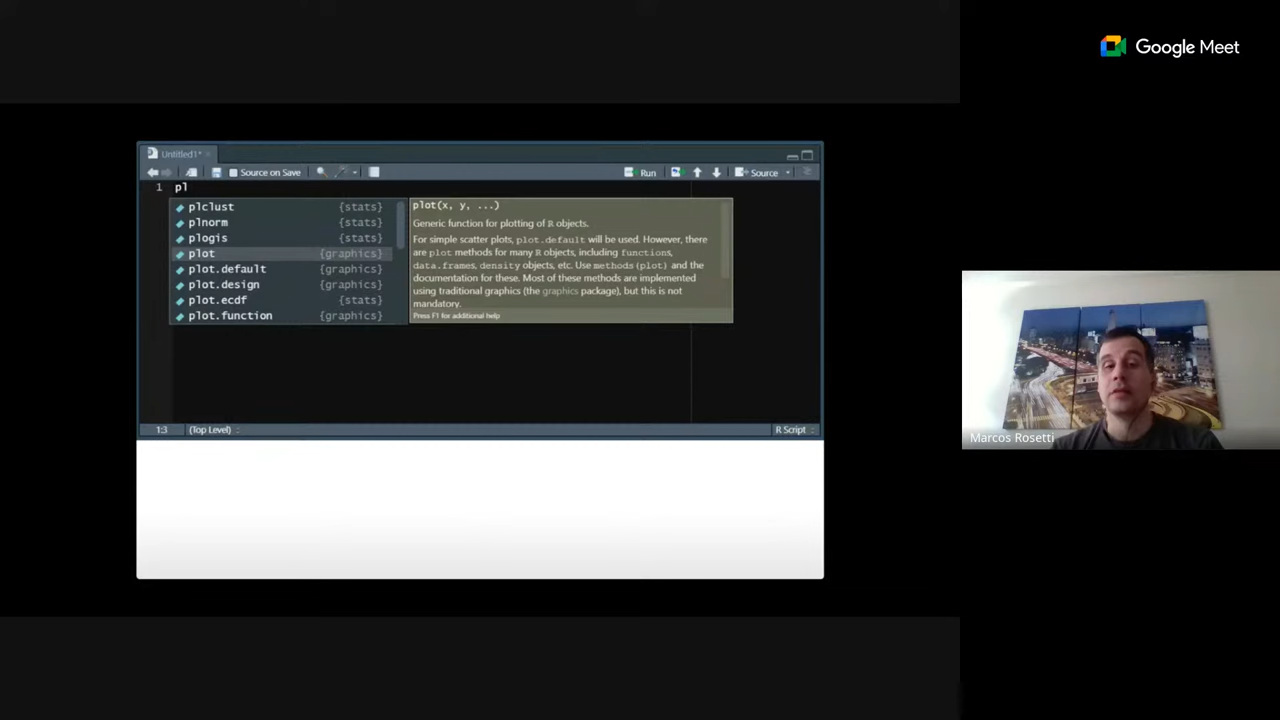 Google Meet
Untitled1*
Source on Save
Run
Source
1 pl
plclust {stats}
plnorm {stats}
plogis {stats}
plot {graphics}
plot.default {graphics}
plot.design {graphics}
plot.ecdf {stats}
plot.function {graphics}
plot(x, y, ...)
Generic function for plotting of R objects.
For simple scatter plots, plot.default will be used. However, there
are plot methods for many R objects, including functions,
data.frames, density objects, etc. Use methods(plot) and the
documentation for these. Most of these methods are implemented
using traditional graphics (the graphics package), but this is not
mandatory.
Press F1 for additional help
1:3
(Top Level)
R Script
Marcos Rosetti